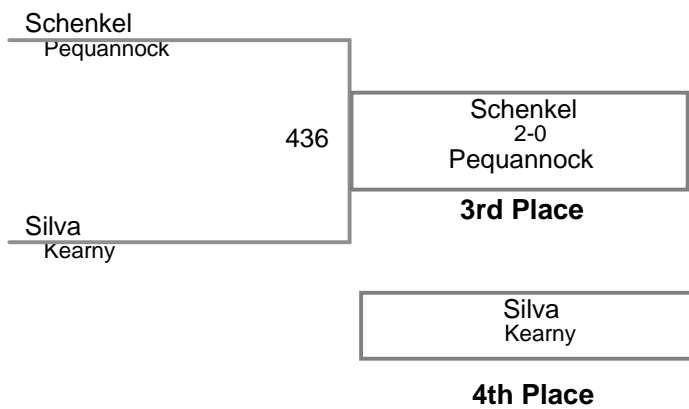 Schenkel
Pequannock
436
Schenkel
2-0
Pequannock
3rd Place
Silva
Kearny
Silva
Kearny
4th Place